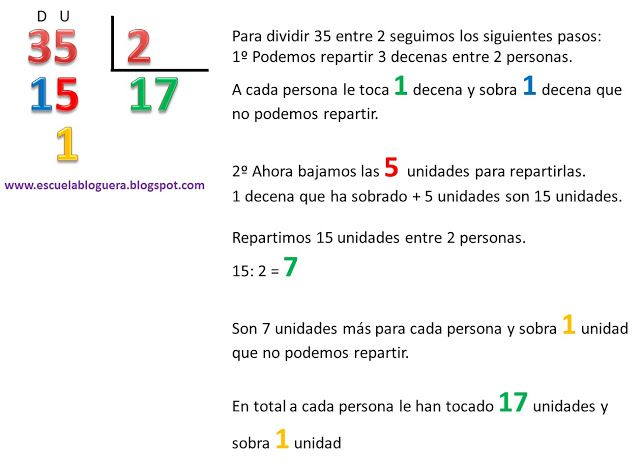 D U
35 2
15 17
1
www.escuelabloguera.blogspot.com
Para dividir 35 entre 2 seguimos los siguientes pasos:
1º Podemos repartir 3 decenas entre 2 personas.
A cada persona le toca 1 decena y sobra 1 decena que
no podemos repartir.
2º Ahora bajamos las 5 unidades para repartirlas.
1 decena que ha sobrado + 5 unidades son 15 unidades.
Repartimos 15 unidades entre 2 personas.
15: 2 = 7
Son 7 unidades más para cada persona y sobra 1 unidad
que no podemos repartir.
En total a cada persona le han tocado 17 unidades y
sobra 1 unidad